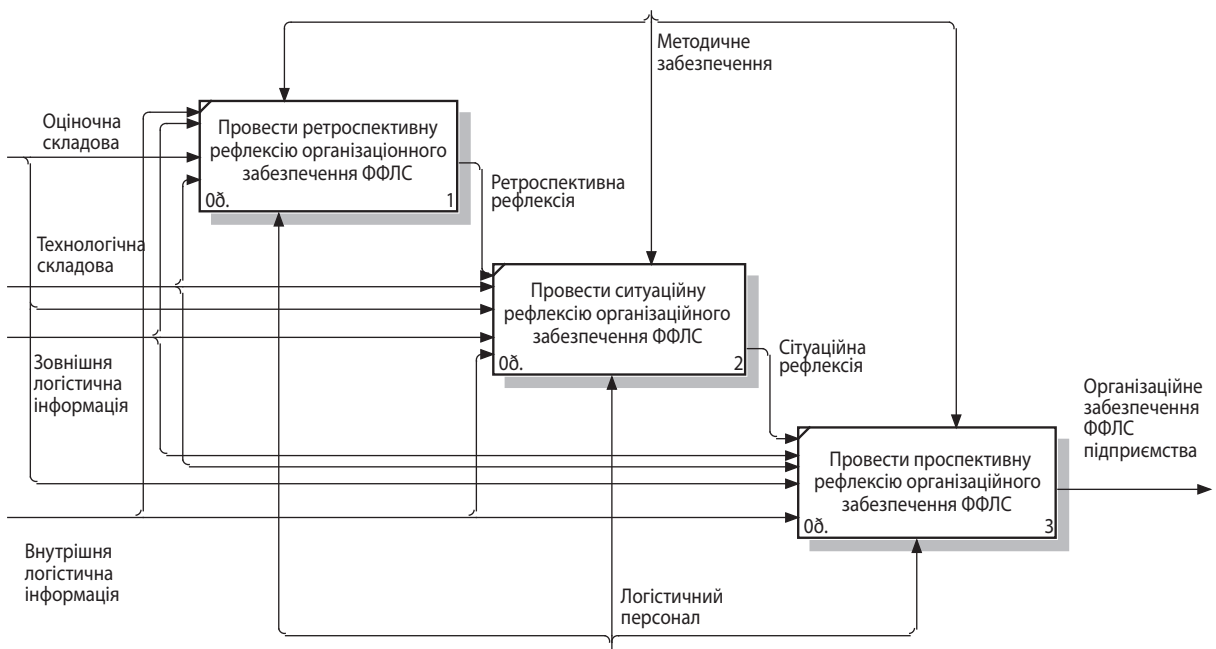 Методичне
забезпечення
Оціночна
складова
Провести ретроспективну
рефлексію організаціонного
забезпечення ФФЛС
0ð.
1
Ретроспективна
рефлексія
Технологічна
складова
Провести ситуаційну
рефлексію організаційного
забезпечення ФФЛС
0ð.
2
Сітуаційна
рефлексія
Зовнішня
логістична
інформація
Організаційне
забезпечення
ФФЛС
підприємства
Провести проспективну
рефлексію організаційного
забезпечення ФФЛС
0ð.
3
Внутрішня
логістична
інформація
Логістичний
персонал